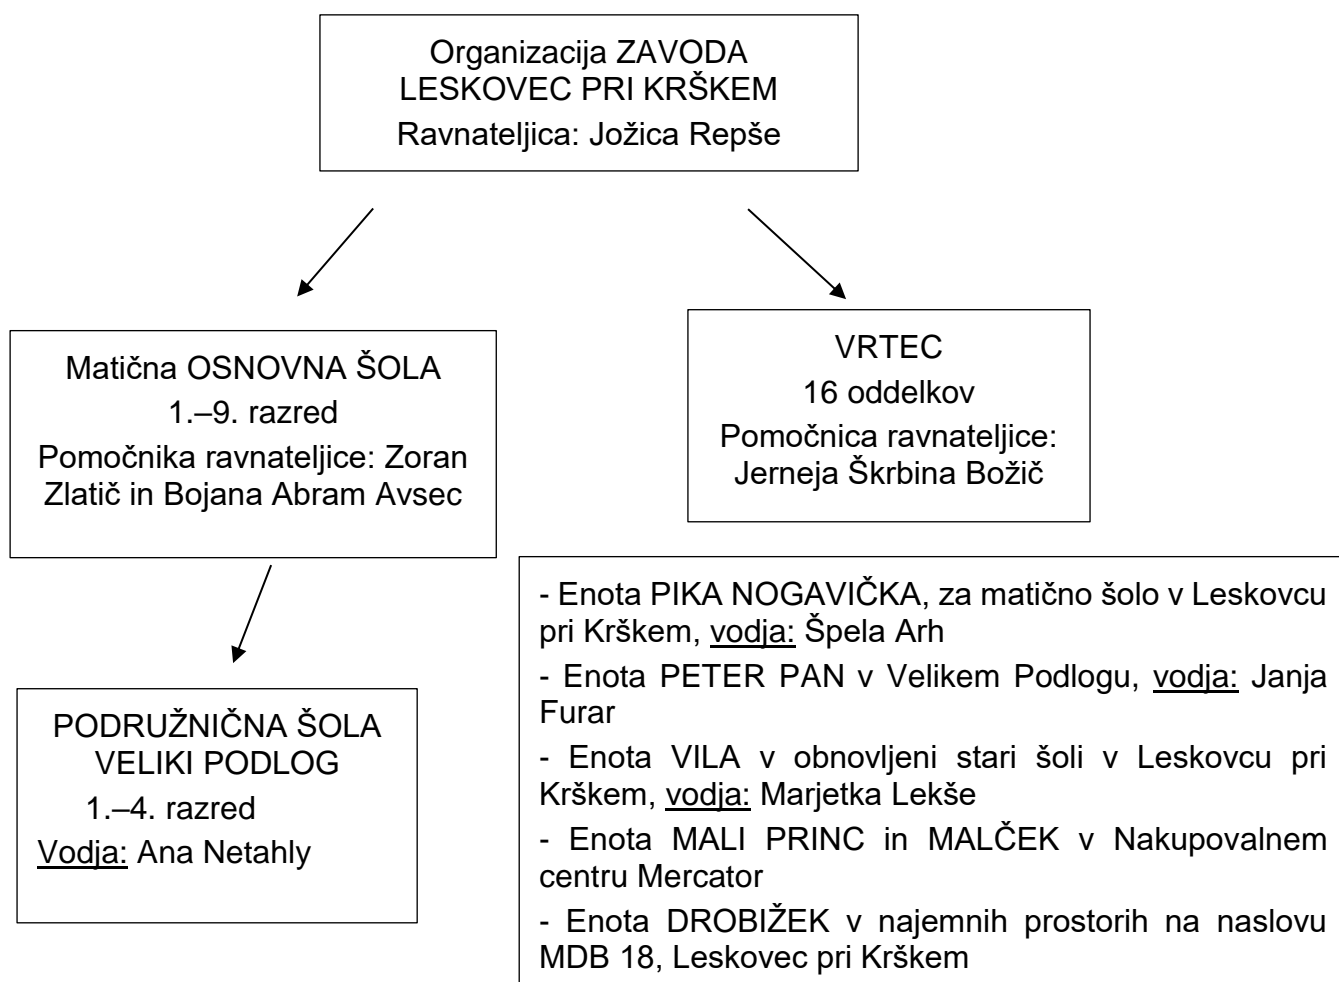 Organizacija ZAVODA
LESKOVEC PRI KRŠKEM
Ravnateljica: Jožica Repše
Matična OSNOVNA ŠOLA
1.–9. razred
Pomočnika ravnateljice: Zoran
Zlatič in Bojana Abram Avsec
VRTEC
16 oddelkov
Pomočnica ravnateljice:
Jerneja Škrbina Božič
PODRUŽNIČNA ŠOLA
VELIKI PODLOG
1.–4. razred
Vodja: Ana Netahly
- Enota PIKA NOGAVIČKA, za matično šolo v Leskovcu
pri Krškem, vodja: Špela Arh
- Enota PETER PAN v Velikem Podlogu, vodja: Janja
Furar
- Enota VILA v obnovljeni stari šoli v Leskovcu pri
Krškem, vodja: Marjetka Lekše
- Enota MALI PRINC in MALČEK v Nakupovalnem
centru Mercator
- Enota DROBIŽEK v najemnih prostorih na naslovu
MDB 18, Leskovec pri Krškem